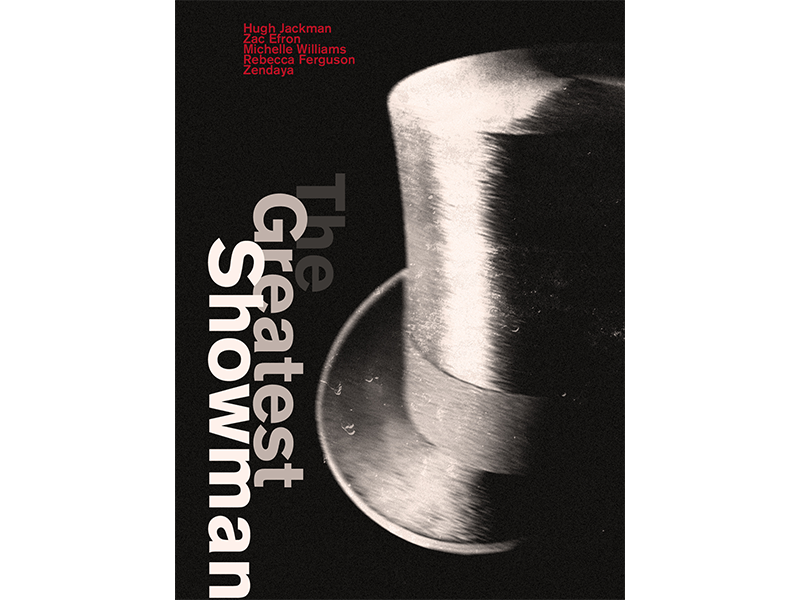 Hugh Jackman
Zac Efron
Michelle Williams
Rebecca Ferguson
Zendaya
The
Greatest
Showman